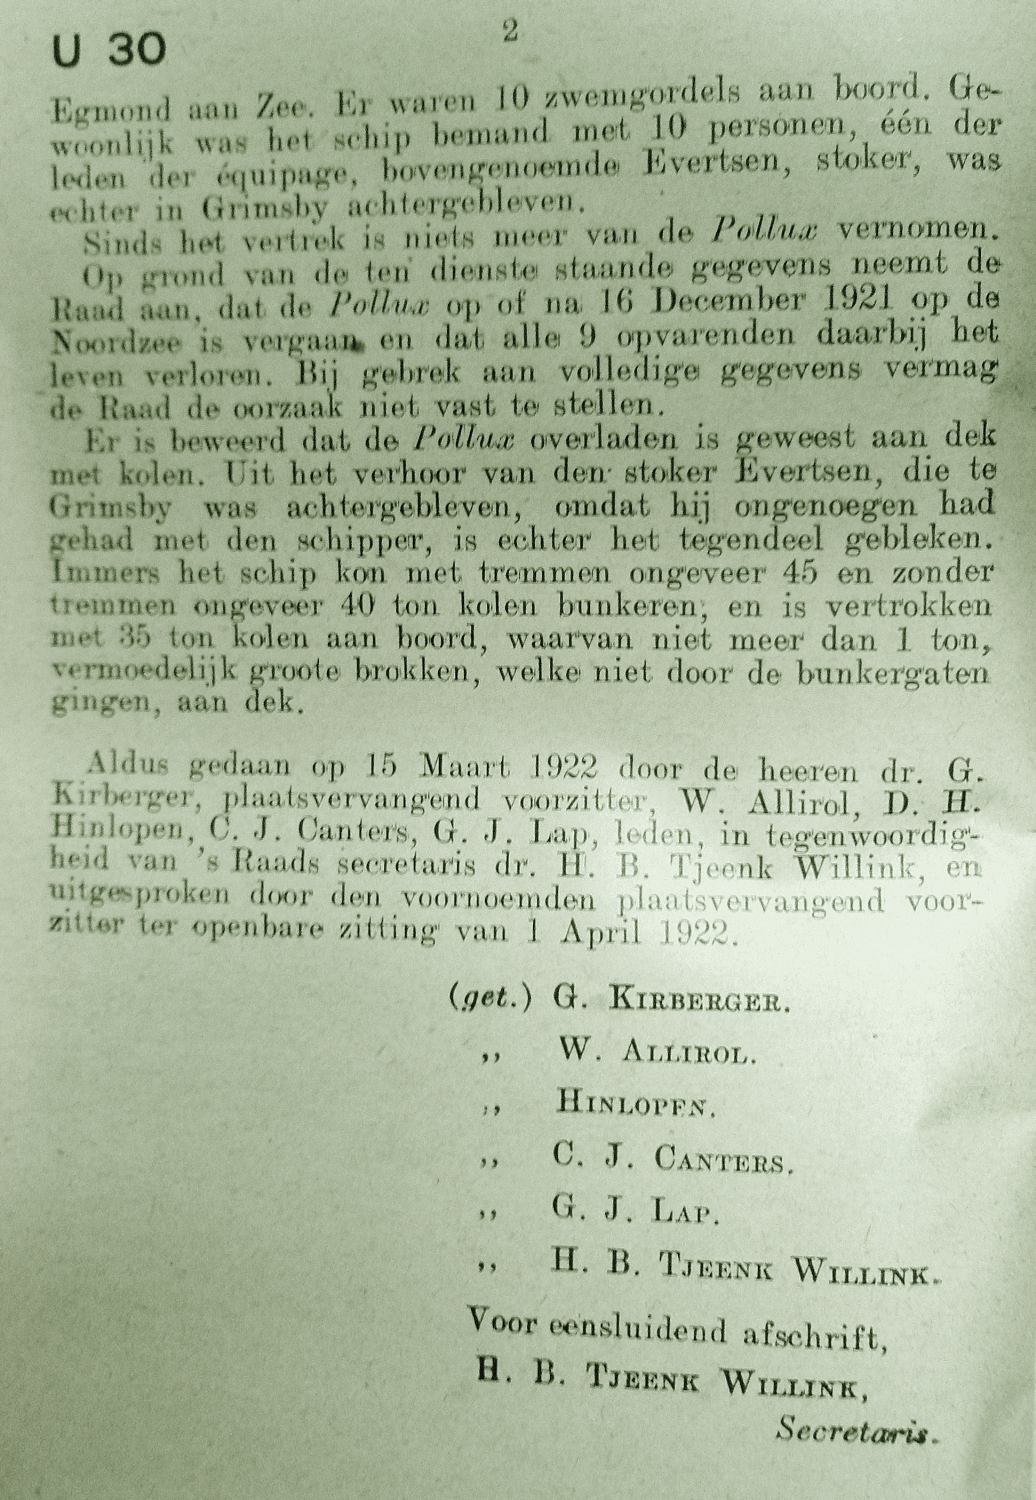 U 30
2
Egmond aan Zee. Er waren 10 zwemgordels aan boord. Ge-
woonlijk was het schip bemand met 10 personen, één der
leden der équipage, bovengenoemde Evertsen, stoker, was
echter in Grimsby achtergebleven.
Sinds het vertrek is niets meer van de Pollux vernomen.
Op grond van de ten dienste staande gegevens neemt de
Raad aan, dat de Pollux op of na 16 December 1921 op de
Noordzee is vergaan en dat alle 9 opvarenden daarbij het
leven verloren. Bij gebrek aan volledige gegevens vermag
de Raad de oorzaak niet vast te stellen.
Er is beweerd dat de Pollux overladen is geweest aan dek
met kolen. Uit het verhoor van den stoker Evertsen, die te
Grimsby was achtergebleven, omdat hij ongenoegen had
gehad met den schipper, is echter het tegendeel gebleken.
Immers het schip kon met tremmen ongeveer 45 en zonder
tremmen ongeveer 40 ton kolen bunkeren, en is vertrokken
met 35 ton kolen aan boord, waarvan niet meer dan 1 ton,
vermoedelijk groote brokken, welke niet door de bunkergaten
gingen, aan dek.
Aldus gedaan op 15 Maart 1922 door de heeren dr. G.
Kirberger, plaatsvervangend voorzitter, W. Allirol, D. H.
Hinlopen, C. J. Canters, G. J. Lap, leden, in tegenwoordig-
heid van 's Raads secretaris dr. H. B. Tjeenk Willink, en
uitgesproken door den voornoemden plaatsvervangend voor-
zitter ter openbare zitting van 1 April 1922.
(get.) G. KIRBERGER.
,, W. ALLIROL.
,, HINLOPEN.
,, C. J. CANTERS.
,, G. J. LAP.
,, H. B. TJEENK WILLINK.
Voor eensluidend afschrift,
H. B. TJEENK WILLINK,
Secretaris.